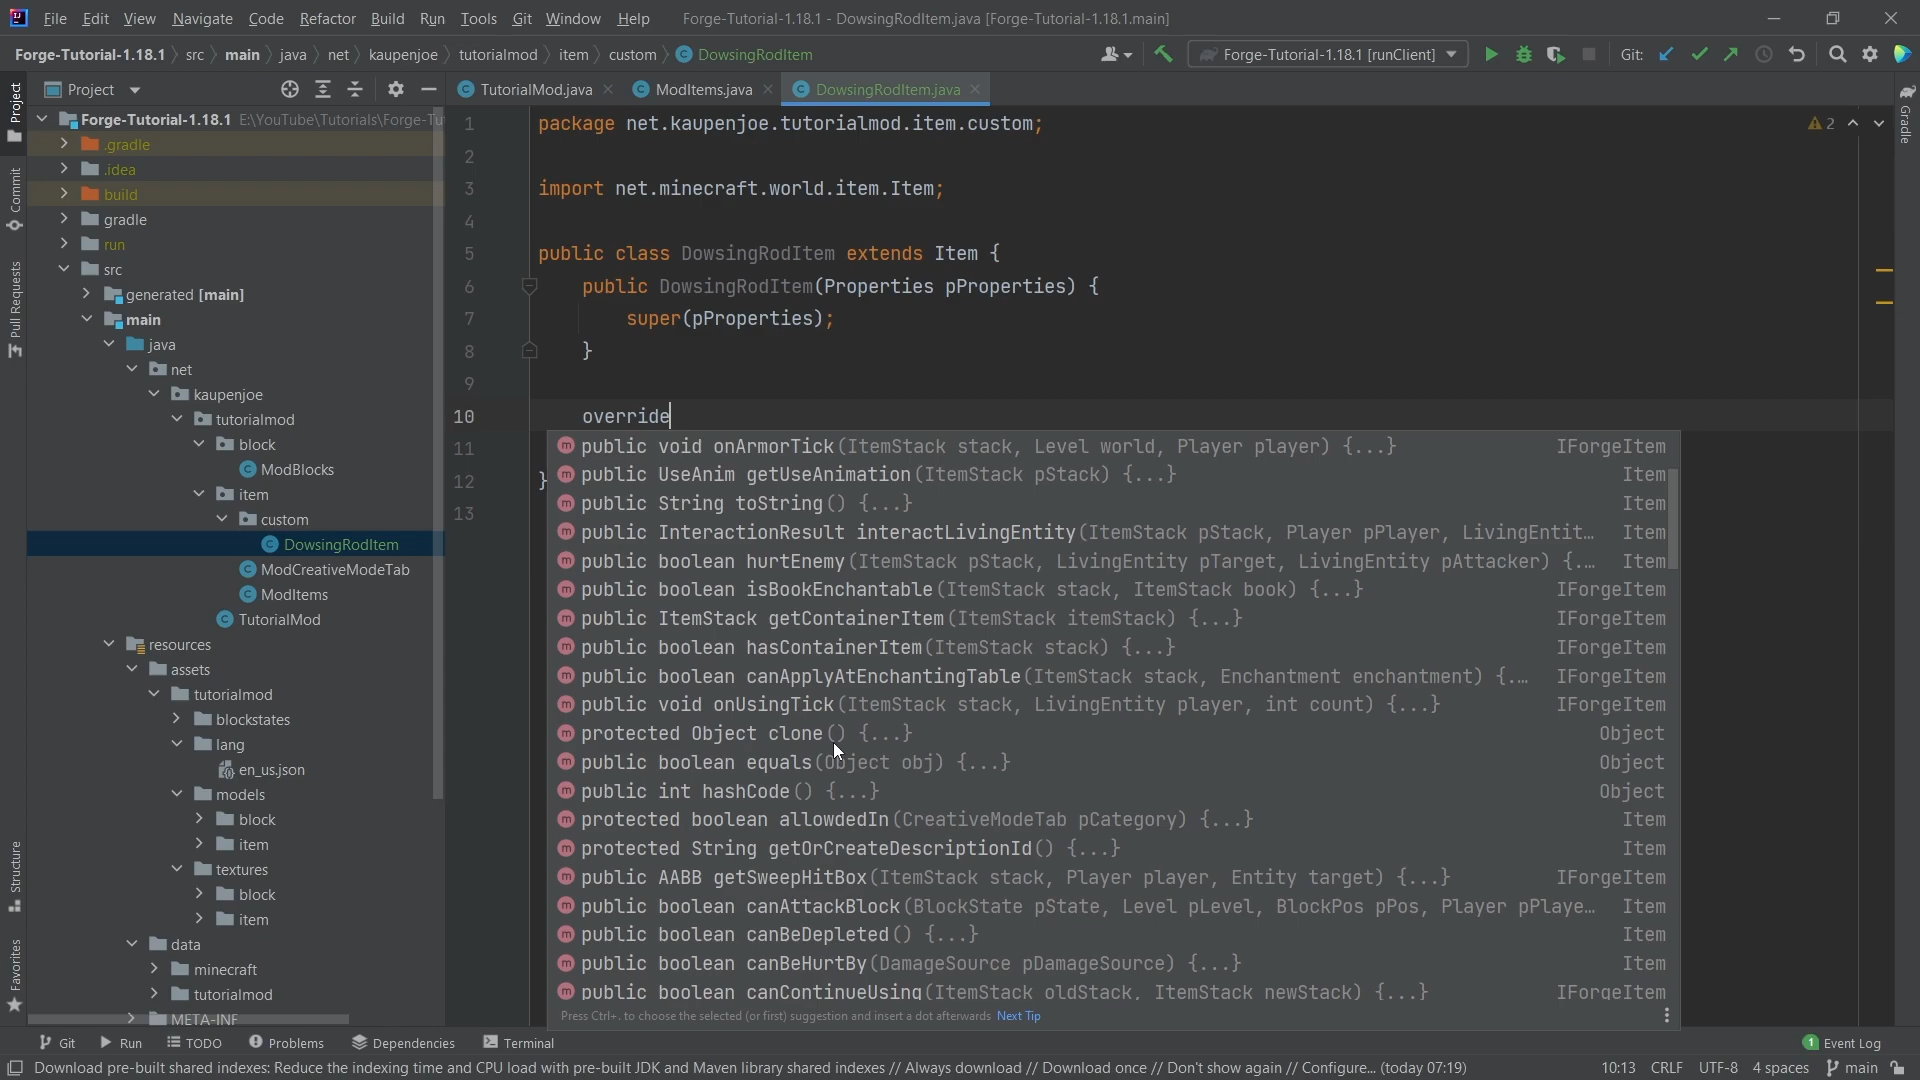 File Edit View Navigate Code Refactor Build Run Tools Git Window Help Forge-Tutorial-1.18.1 - DowsingRodItem.java [Forge-Tutorial-1.18.1.main]
Forge-Tutorial-1.18.1 src main java net kaupenjoe tutorialmod item custom DowsingRodItem Forge-Tutorial-1.18.1 [runClient] Git:
Project TutorialMod.java ModItems.java DowsingRodItem.java
Project
Commit
Pull Requests
Structure
Favorites
Gradle
Forge-Tutorial-1.18.1 E:\YouTube\Tutorials\Forge-Tu
.gradle
.idea
build
gradle
run
src
generated [main]
main
java
net
kaupenjoe
tutorialmod
block
ModBlocks
item
custom
DowsingRodItem
ModCreativeModeTab
ModItems
TutorialMod
resources
assets
tutorialmod
blockstates
lang
en_us.json
models
block
item
textures
block
item
data
minecraft
tutorialmod
META-INF
1 package net.kaupenjoe.tutorialmod.item.custom; 2
2
3 import net.minecraft.world.item.Item;
4
5 public class DowsingRodItem extends Item {
6 public DowsingRodItem(Properties pProperties) {
7 super(pProperties);
8 }
9
10 override
11
12 }
13
public void onArmorTick(ItemStack stack, Level world, Player player) {...} IForgeItem
public UseAnim getUseAnimation(ItemStack pStack) {...} Item
public String toString() {...} Item
public InteractionResult interactLivingEntity(ItemStack pStack, Player pPlayer, LivingEntit... Item
public boolean hurtEnemy(ItemStack pStack, LivingEntity pTarget, LivingEntity pAttacker) {... Item
public boolean isBookEnchantable(ItemStack stack, ItemStack book) {...} IForgeItem
public ItemStack getContainerItem(ItemStack itemStack) {...} IForgeItem
public boolean hasContainerItem(ItemStack stack) {...} IForgeItem
public boolean canApplyAtEnchantingTable(ItemStack stack, Enchantment enchantment) {... IForgeItem
public void onUsingTick(ItemStack stack, LivingEntity player, int count) {...} IForgeItem
protected Object clone() {...} Object
public boolean equals(Object obj) {...} Object
public int hashCode() {...} Object
protected boolean allowdedIn(CreativeModeTab pCategory) {...} Item
protected String getOrCreateDescriptionId() {...} Item
public AABB getSweepHitBox(ItemStack stack, Player player, Entity target) {...} IForgeItem
public boolean canAttackBlock(BlockState pState, Level pLevel, BlockPos pPos, Player pPlaye... Item
public boolean canBeDepleted() {...} Item
public boolean canBeHurtBy(DamageSource pDamageSource) {...} Item
public boolean canContinueUsing(ItemStack oldStack, ItemStack newStack) {...} IForgeItem
Press Ctrl+. to choose the selected (or first) suggestion and insert a dot afterwards Next Tip
Git Run TODO Problems Dependencies Terminal 1 Event Log
Download pre-built shared indexes: Reduce the indexing time and CPU load with pre-built JDK and Maven library shared indexes // Always download // Download once // Don't show again // Configure... (today 07:19) 10:13 CRLF UTF-8 4 spaces main